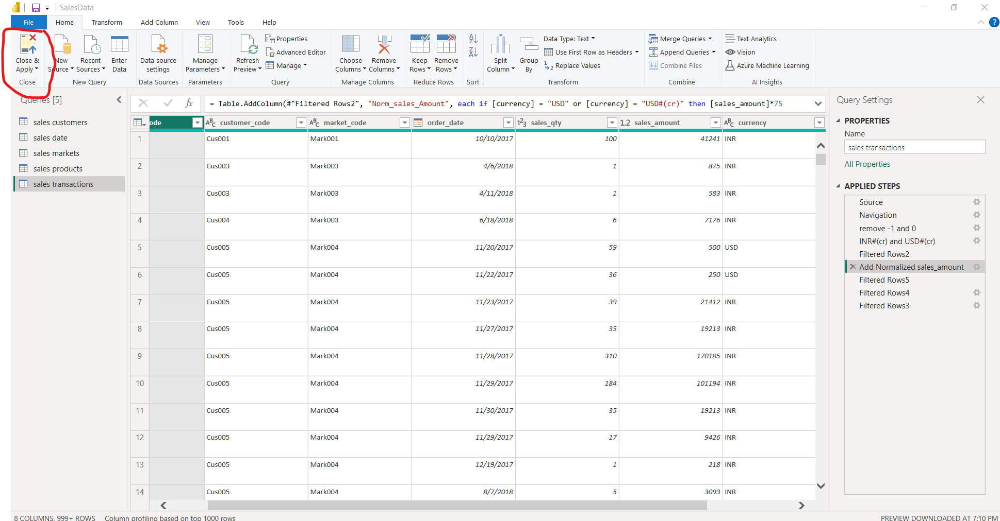 SalesData
File Home Transform Add Column View Tools Help
Close & Apply
New Source
Recent Sources
Enter Data
Data source settings
Manage Parameters
Refresh Preview
Properties
Advanced Editor
Manage
Choose Columns
Remove Columns
Keep Rows
Remove Rows
Split Column
Group By
Data Type: Text
Use First Row as Headers
Replace Values
Merge Queries
Append Queries
Combine Files
Text Analytics
Vision
Azure Machine Learning
Close New Query Data Sources Parameters Query Manage Columns Reduce Rows Sort Transform Combine AI Insights
Queries [5]
sales customers
sales date
sales markets
sales products
sales transactions
fx = Table.AddColumn(#"Filtered Rows2", "Norm_sales_Amount", each if [currency] = "USD" or [currency] = "USD#(cr)" then [sales_amount]*75
ode ABC customer_code ABC market_code order_date 123 sales_qty 1.2 sales_amount ABC currency
1 Cus001 Mark001 10/10/2017 100 41241 INR
2 Cus003 Mark003 4/6/2018 1 875 INR
3 Cus003 Mark003 4/11/2018 1 583 INR
4 Cus004 Mark003 6/18/2018 6 7176 INR
5 Cus005 Mark004 11/20/2017 59 500 USD
6 Cus005 Mark004 11/22/2017 36 250 USD
7 Cus005 Mark004 11/23/2017 39 21412 INR
8 Cus005 Mark004 11/27/2017 35 19213 INR
9 Cus005 Mark004 11/28/2017 310 170185 INR
10 Cus005 Mark004 11/29/2017 184 101194 INR
11 Cus005 Mark004 11/30/2017 35 19213 INR
12 Cus005 Mark004 11/29/2017 17 9426 INR
13 Cus005 Mark004 12/19/2017 1 218 INR
14 Cus005 Mark004 8/7/2018 5 3093 INR
Query Settings
PROPERTIES
Name
sales transactions
All Properties
APPLIED STEPS
Source
Navigation
remove -1 and 0
INR#(cr) and USD#(cr)
Filtered Rows2
Add Normalized sales_amount
Filtered Rows5
Filtered Rows4
Filtered Rows3
8 COLUMNS, 999+ ROWS Column profiling based on top 1000 rows PREVIEW DOWNLOADED AT 7:10 PM